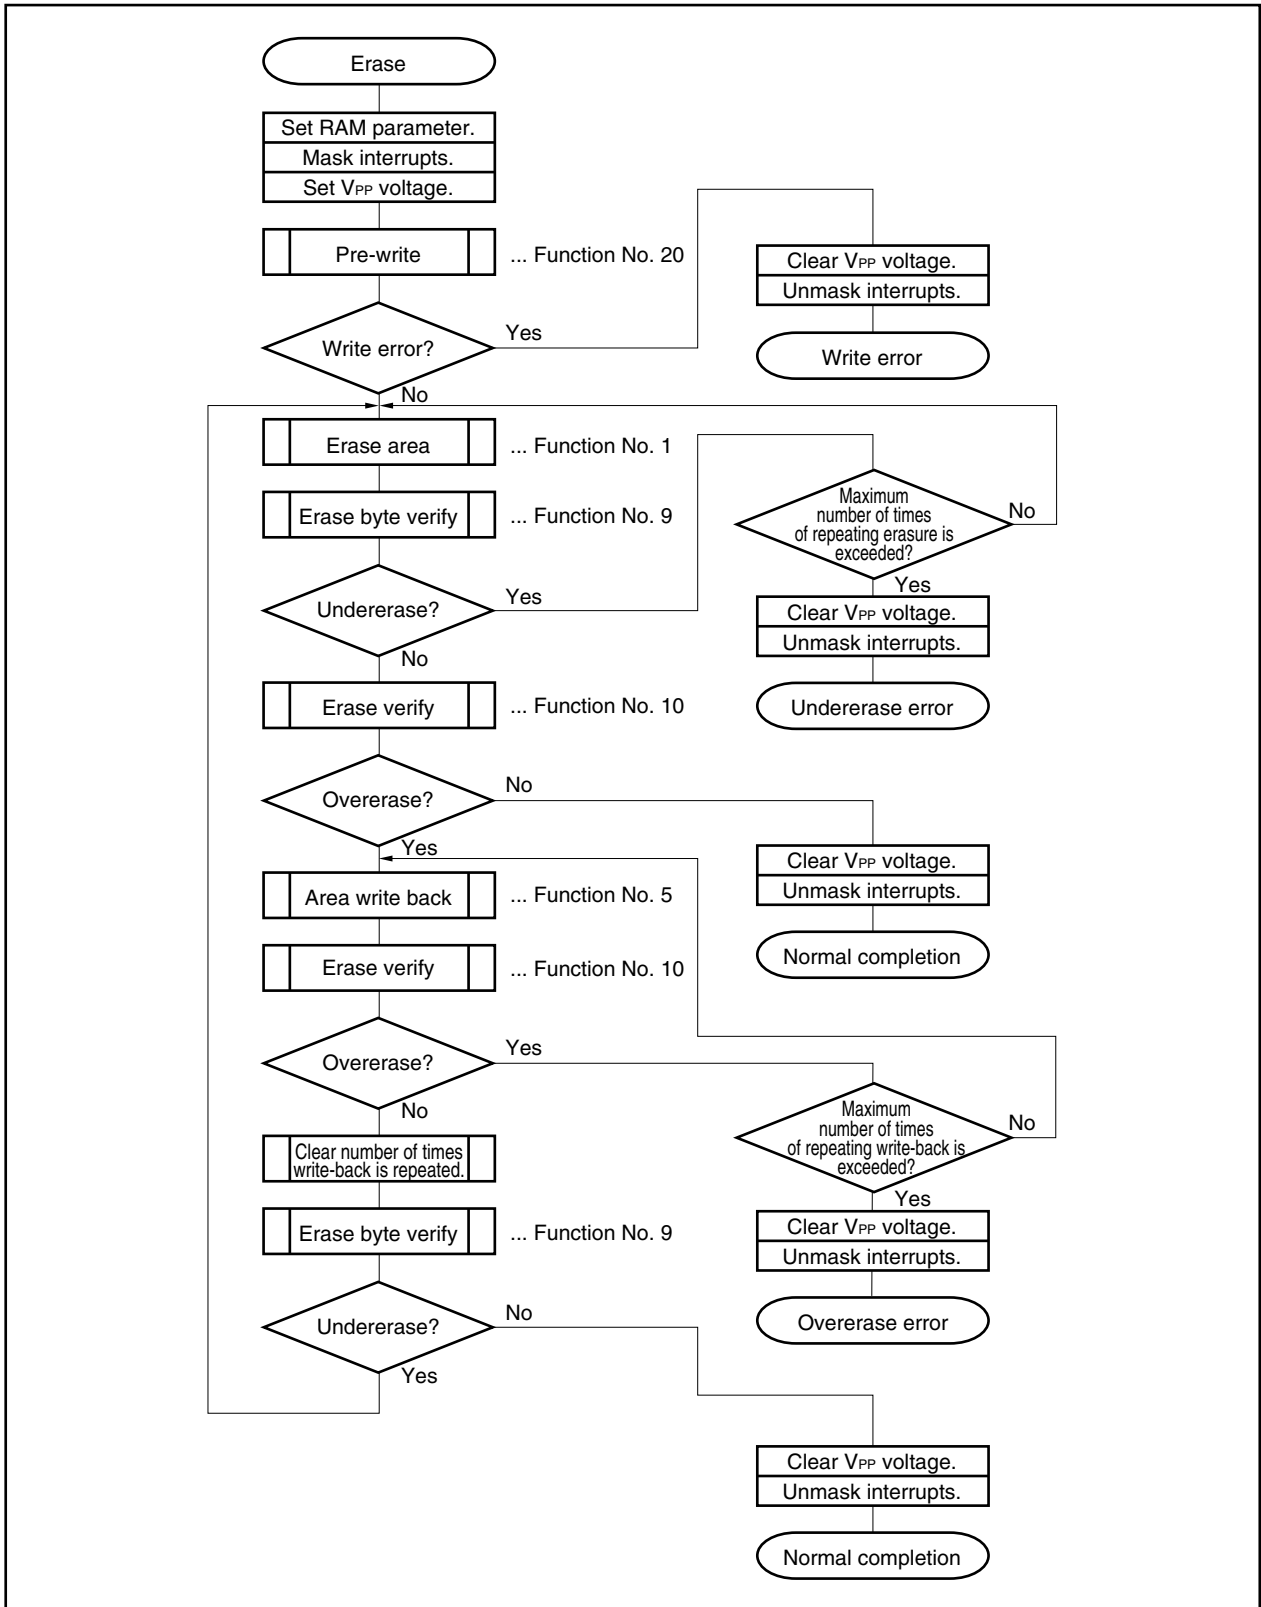 Erase
Set RAM parameter.
Mask interrupts.
Set VPP voltage.
Pre-write
... Function No. 20
Clear VPP voltage.
Unmask interrupts.
Write error?
Yes
Write error
No
Erase area
... Function No. 1
Erase byte verify
... Function No. 9
Maximum
number of times
of repeating erasure is
exceeded?
No
Undererase?
Yes
Yes
Clear VPP voltage.
Unmask interrupts.
No
Erase verify
... Function No. 10
Undererase error
Overerase?
No
Yes
Clear VPP voltage.
Unmask interrupts.
Area write back
... Function No. 5
Normal completion
Erase verify
... Function No. 10
Overerase?
Yes
No
Maximum
number of times
of repeating write-back is
exceeded?
No
Clear number of times
write-back is repeated.
Yes
Clear VPP voltage.
Unmask interrupts.
Erase byte verify
... Function No. 9
Overerase error
Undererase?
No
Yes
Clear VPP voltage.
Unmask interrupts.
Normal completion